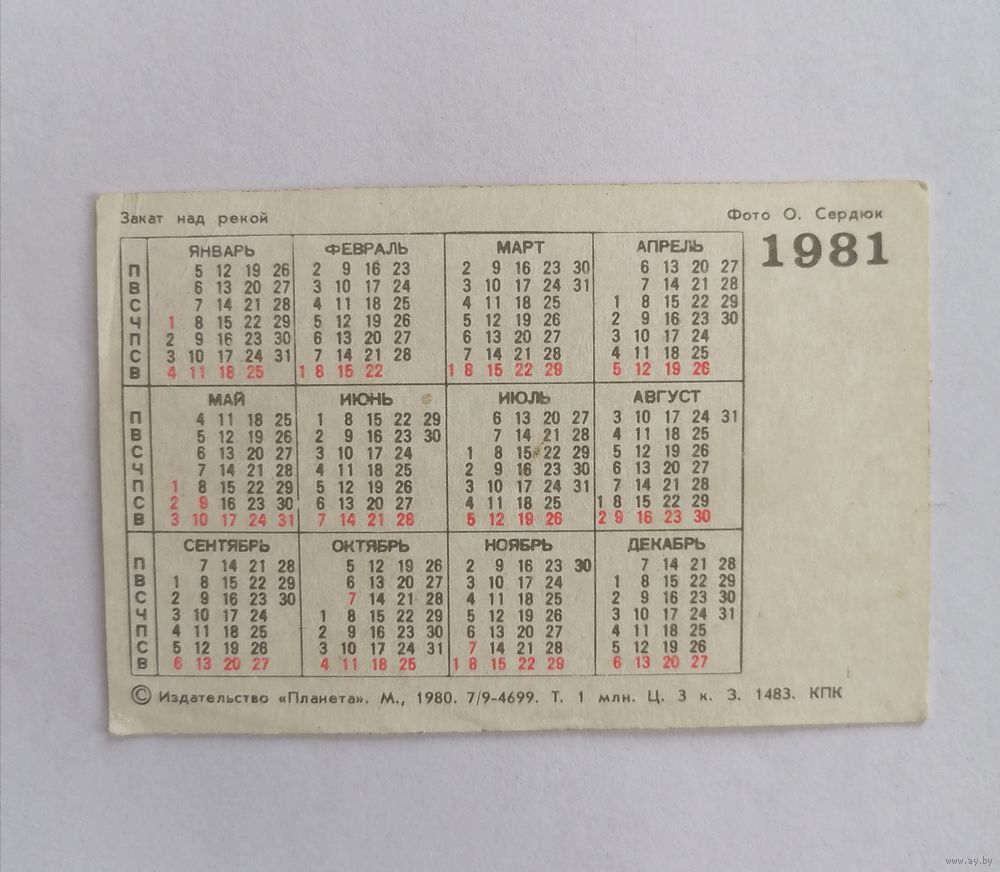 Закат над рекой
Фото О. Сердюк
1981
ЯНВАРЬ ФЕВРАЛЬ МАРТ АПРЕЛЬ
П 5 12 19 26 2 9 16 23 2 9 16 23 30 6 13 20 27
В 6 13 20 27 3 10 17 24 3 10 17 24 31 7 14 21 28
С 7 14 21 28 4 11 18 25 4 11 18 25 1 8 15 22 29
Ч 1 8 15 22 29 5 12 19 26 5 12 19 26 2 9 16 23 30
П 2 9 16 23 30 6 13 20 27 6 13 20 27 3 10 17 24
С 3 10 17 24 31 7 14 21 28 7 14 21 28 4 11 18 25
В 4 11 18 25 1 8 15 22 1 8 15 22 29 5 12 19 26
МАЙ ИЮНЬ ИЮЛЬ АВГУСТ
П 4 11 18 25 1 8 15 22 29 6 13 20 27 3 10 17 24 31
В 5 12 19 26 2 9 16 23 30 7 14 21 28 4 11 18 25
С 6 13 20 27 3 10 17 24 1 8 15 22 29 5 12 19 26
Ч 7 14 21 28 4 11 18 25 2 9 16 23 30 6 13 20 27
П 1 8 15 22 29 5 12 19 26 3 10 17 24 31 7 14 21 28
С 2 9 16 23 30 6 13 20 27 4 11 18 25 1 8 15 22 29
В 3 10 17 24 31 7 14 21 28 5 12 19 26 2 9 16 23 30
СЕНТЯБРЬ ОКТЯБРЬ НОЯБРЬ ДЕКАБРЬ
П 7 14 21 28 5 12 19 26 2 9 16 23 30 7 14 21 28
В 1 8 15 22 29 6 13 20 27 3 10 17 24 1 8 15 22 29
С 2 9 16 23 30 7 14 21 28 4 11 18 25 2 9 16 23 30
Ч 3 10 17 24 1 8 15 22 29 5 12 19 26 3 10 17 24 31
П 4 11 18 25 2 9 16 23 30 6 13 20 27 4 11 18 25
С 5 12 19 26 3 10 17 24 31 7 14 21 28 5 12 19 26
В 6 13 20 27 4 11 18 25 1 8 15 22 29 6 13 20 27
© Издательство «Планета». М., 1980. 7/9-4699. Т. 1 млн. Ц. 3 к. З. 1483. КПК
www.ay.by